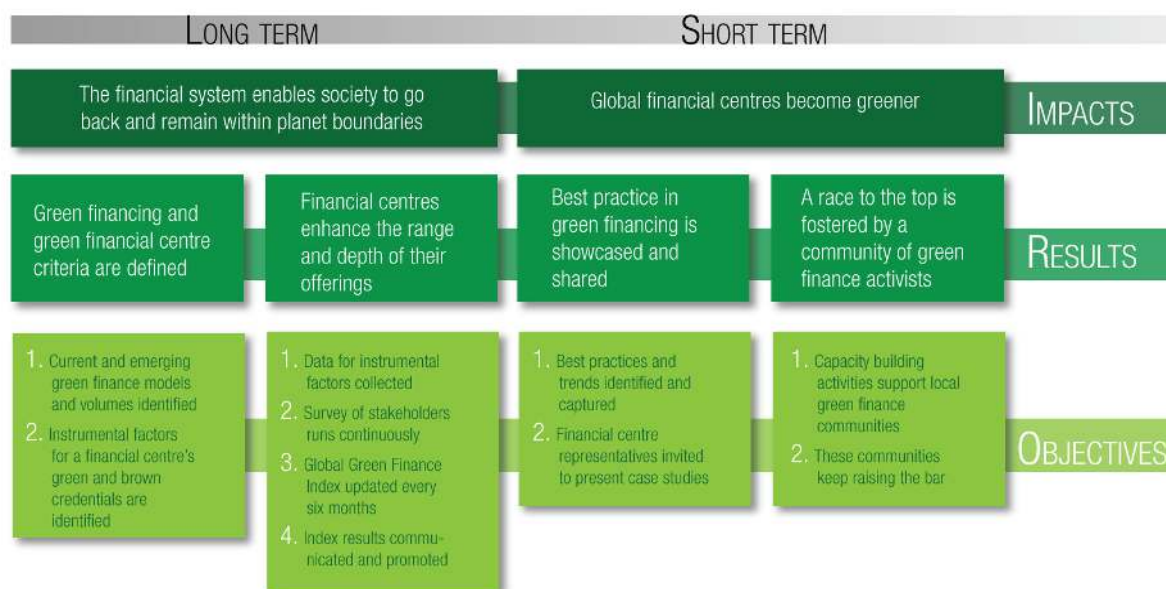 LONG TERM
SHORT TERM
The financial system enables society to go
back and remain within planet boundaries
Global financial centres become greener
IMPACTS
Green financing and
green financial centre
criteria are defined
Financial centres
enhance the range
and depth of their
offerings
Best practice in
green financing is
showcased and
shared
A race to the top is
fostered by a
community of green
finance activists
RESULTS
1. Current and emerging
green finance models
and volumes identified
2. Instrumental factors
for a financial centre's
green and brown
credentials are
identified
1. Data for instrumental
factors collected
2. Survey of stakeholders
runs continuously
3. Global Green Finance
Index updated every
six months
4. Index results commu-
nicated and promoted
1. Best practices and
trends identified and
captured
2. Financial centre
representatives invited
to present case studies
1. Capacity building
activities support local
green finance
communities
2. These communities
keep raising the bar
OBJECTIVES